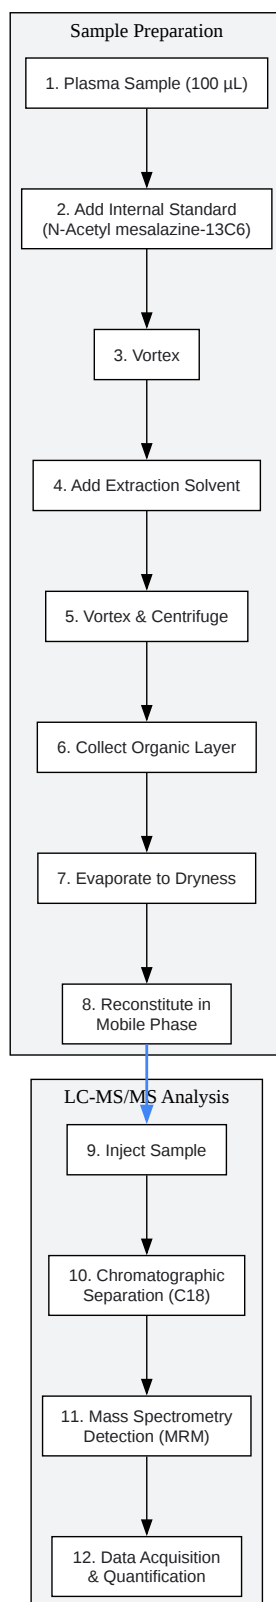 Sample Preparation
1. Plasma Sample (100 µL)
2. Add Internal Standard
(N-Acetyl mesalazine-13C6)
3. Vortex
4. Add Extraction Solvent
5. Vortex & Centrifuge
6. Collect Organic Layer
7. Evaporate to Dryness
8. Reconstitute in
Mobile Phase
LC-MS/MS Analysis
9. Inject Sample
10. Chromatographic
Separation (C18)
11. Mass Spectrometry
Detection (MRM)
12. Data Acquisition
& Quantification